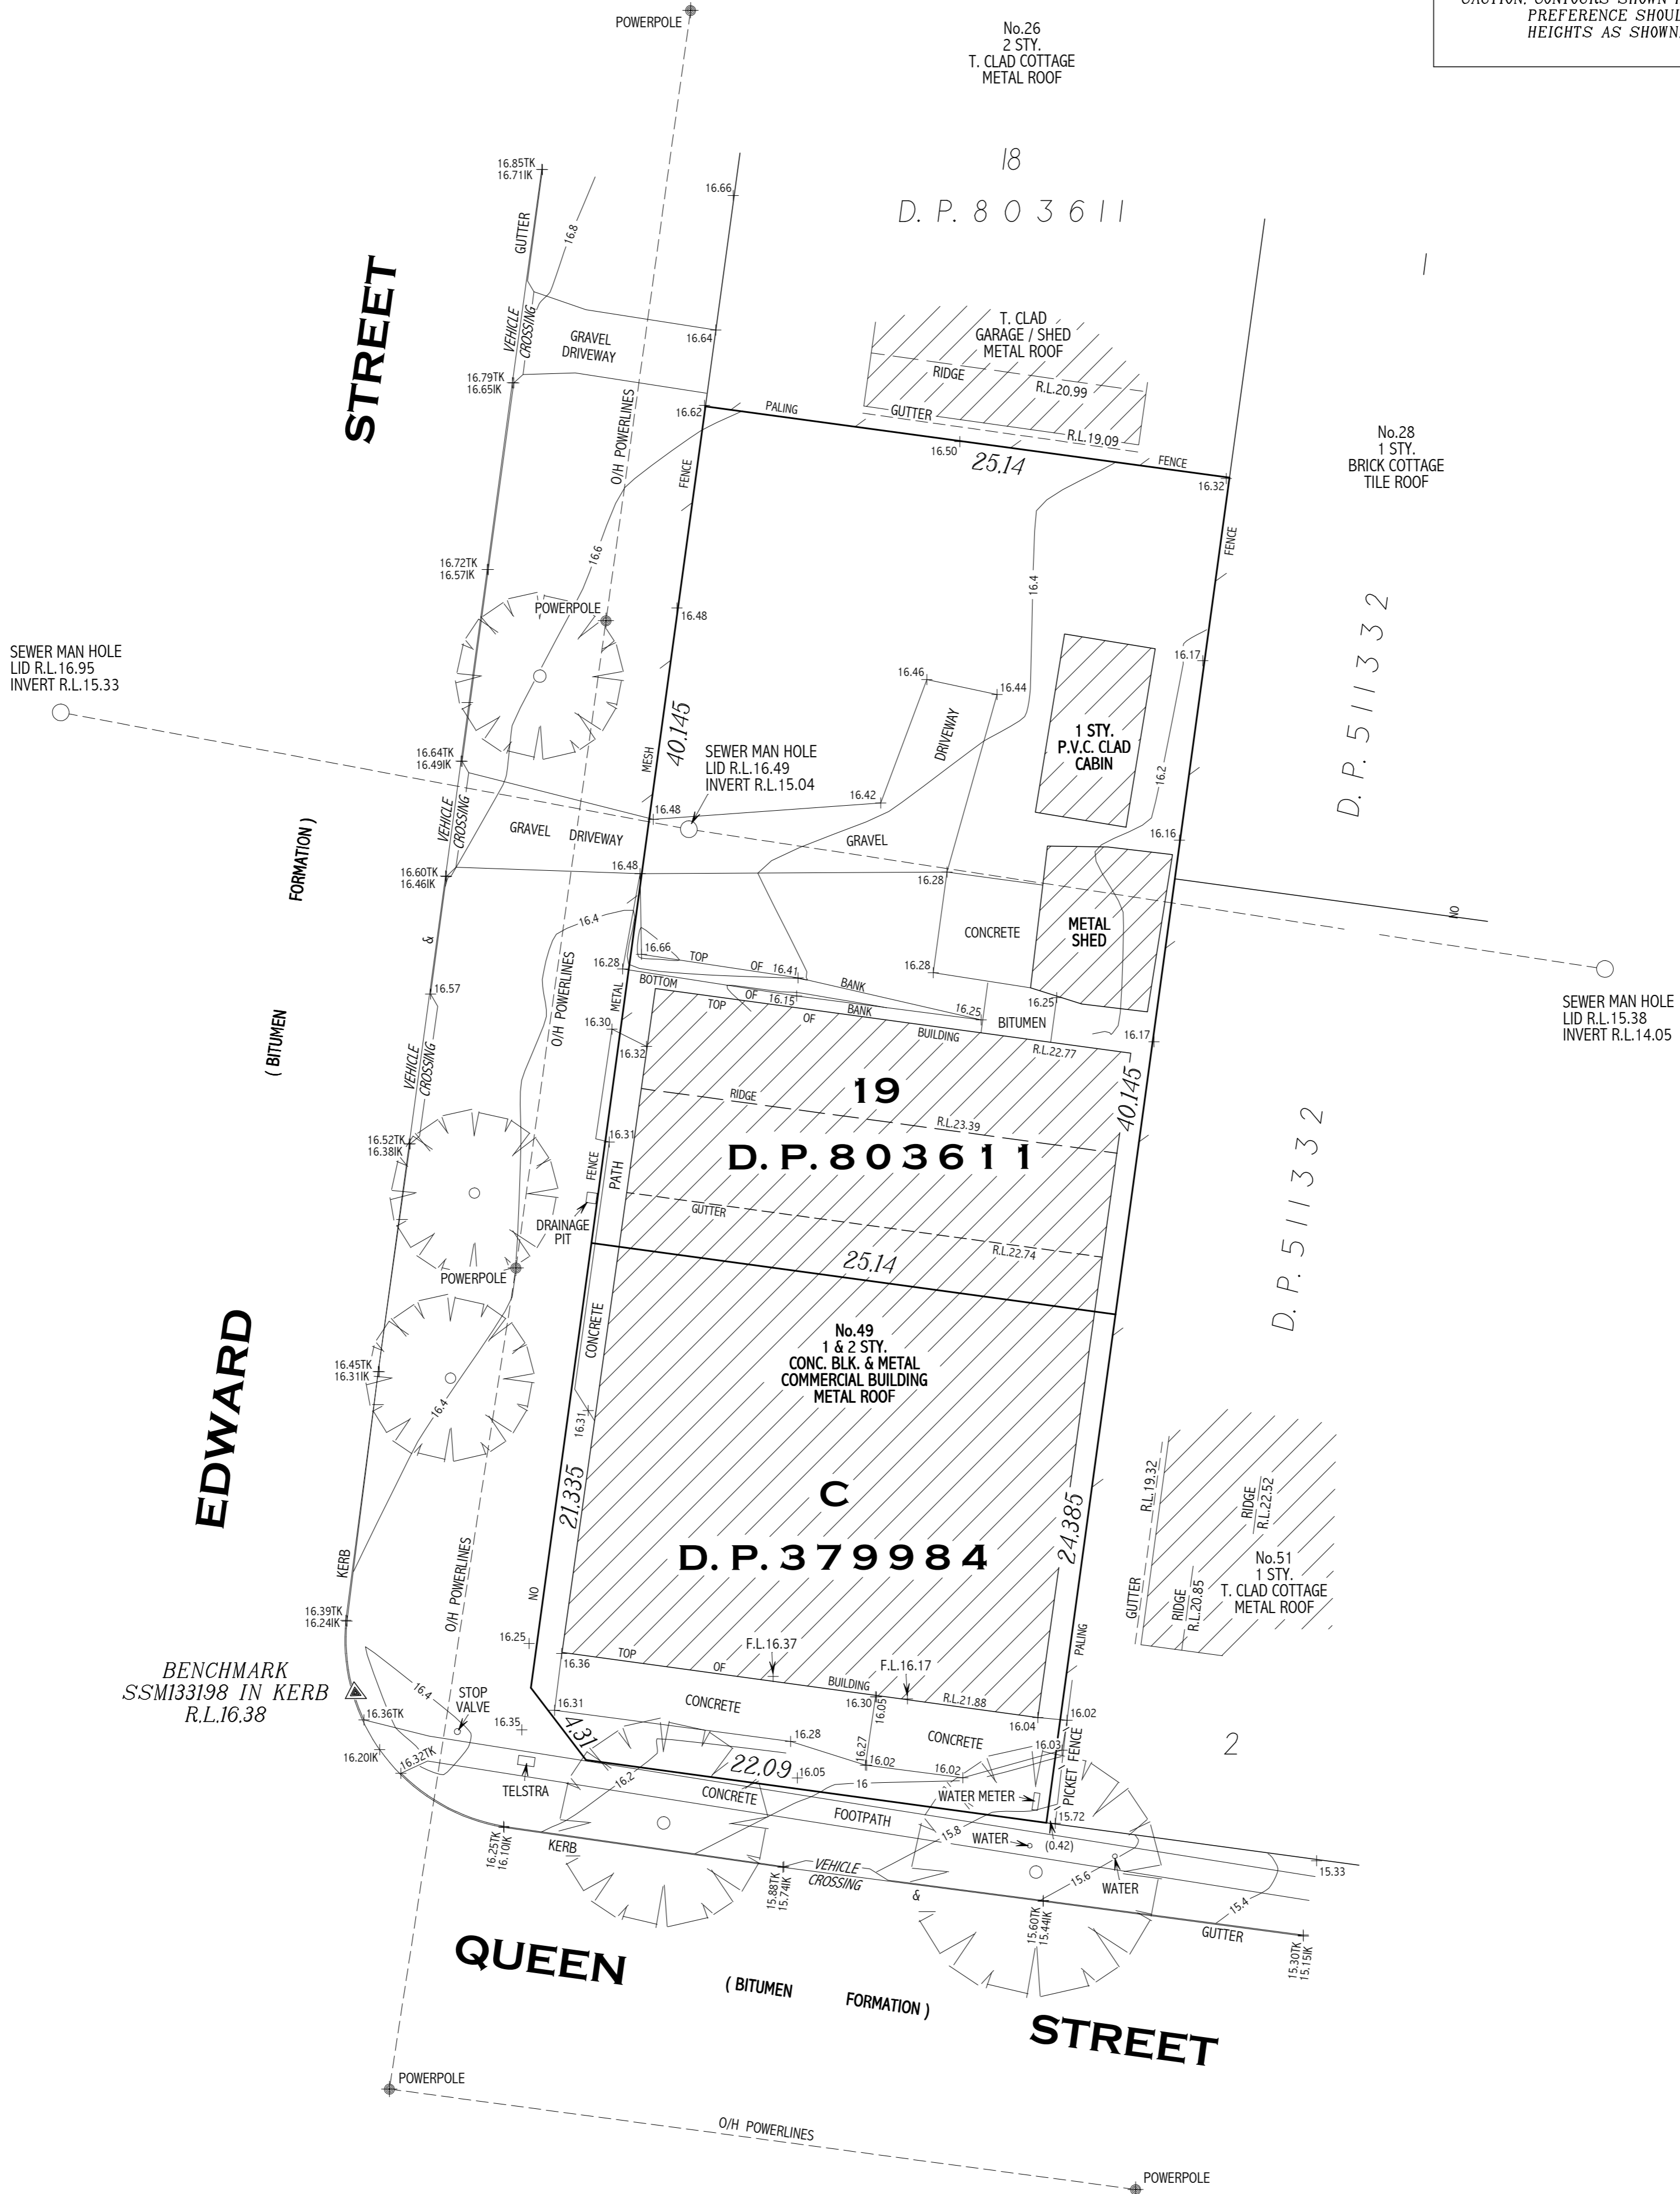 CAUTION: CONTOURS SHOWN
PREFERENCE SHOUL
HEIGHTS AS SHOWN
POWERPOLE
No.26
2 STY.
T. CLAD COTTAGE
METAL ROOF
18
D. P. 8 0 3 6 1 1
1
16.85TK
16.71IK
16.66
GUTTER
16.8
STREET
VEHICLE
CROSSING
GRAVEL
DRIVEWAY
16.64
T. CLAD
GARAGE / SHED
METAL ROOF
RIDGE
R.L.20.99
GUTTER
R.L.19.09
16.79TK
16.65IK
O/H POWERLINES
16.62
PALING
16.50
25.14
FENCE
16.32
No.28
1 STY.
BRICK COTTAGE
TILE ROOF
FENCE
FENCE
16.6
16.4
16.72TK
16.57IK
POWERPOLE
16.48
D. P. 5 1 1 3 3 2
SEWER MAN HOLE
LID R.L.16.95
INVERT R.L.15.33
16.17
16.46
16.44
DRIVEWAY
1 STY.
P.V.C. CLAD
CABIN
16.2
40.145
MESH
SEWER MAN HOLE
LID R.L.16.49
INVERT R.L.15.04
16.64TK
16.49IK
16.48
16.42
VEHICLE
CROSSING
GRAVEL DRIVEWAY
GRAVEL
16.16
( BITUMEN FORMATION )
16.60TK
16.46IK
16.48
16.28
16.4
&
CONCRETE
METAL
SHED
NO
16.66
TOP OF BANK
16.41
16.28
16.28
BOTTOM OF BANK
16.15
16.25
16.25
BITUMEN
SEWER MAN HOLE
LID R.L.15.38
INVERT R.L.14.05
16.57
METAL
O/H POWERLINES
TOP OF BUILDING
R.L.22.77
16.17
16.30
16.32
VEHICLE
CROSSING
19
RIDGE
R.L.23.39
40.145
D. P. 8 0 3 6 1 1
16.52TK
16.38IK
16.31
FENCE
PATH
D. P. 5 1 1 3 3 2
DRAINAGE
PIT
GUTTER
R.L.22.74
25.14
POWERPOLE
EDWARD
CONCRETE
No.49
1 & 2 STY.
CONC. BLK. & METAL
COMMERCIAL BUILDING
METAL ROOF
16.45TK
16.31IK
16.4
16.31
21.335
C
D. P. 3 7 9 9 8 4
24.385
R.L.19.32
RIDGE
R.L.22.52
GUTTER
RIDGE
R.L.20.85
No.51
1 STY.
T. CLAD COTTAGE
METAL ROOF
KERB
O/H POWERLINES
NO
PALING
16.39TK
16.24IK
16.25
16.36
TOP OF BUILDING
F.L.16.37
F.L.16.17
R.L.21.88
BENCHMARK
SSM133198 IN KERB
R.L.16.38
16.4
STOP
VALVE
16.31
CONCRETE
16.30
16.05
16.04
16.02
16.36TK
16.35
4.31
16.28
16.27
CONCRETE
16.03
2
16.20IK
16.32TK
TELSTRA
16.2
22.09
16.05
16.02
16.02
16
WATER METER
PICKET FENCE
CONCRETE
FOOTPATH
15.72
15.8
WATER
(0.42)
16.25TK
16.10IK
KERB
VEHICLE
CROSSING
15.88TK
15.74IK
&
15.6
WATER
15.33
15.4
15.60TK
15.44IK
GUTTER
15.30TK
15.15IK
QUEEN
( BITUMEN FORMATION )
STREET
POWERPOLE
O/H POWERLINES
POWERPOLE